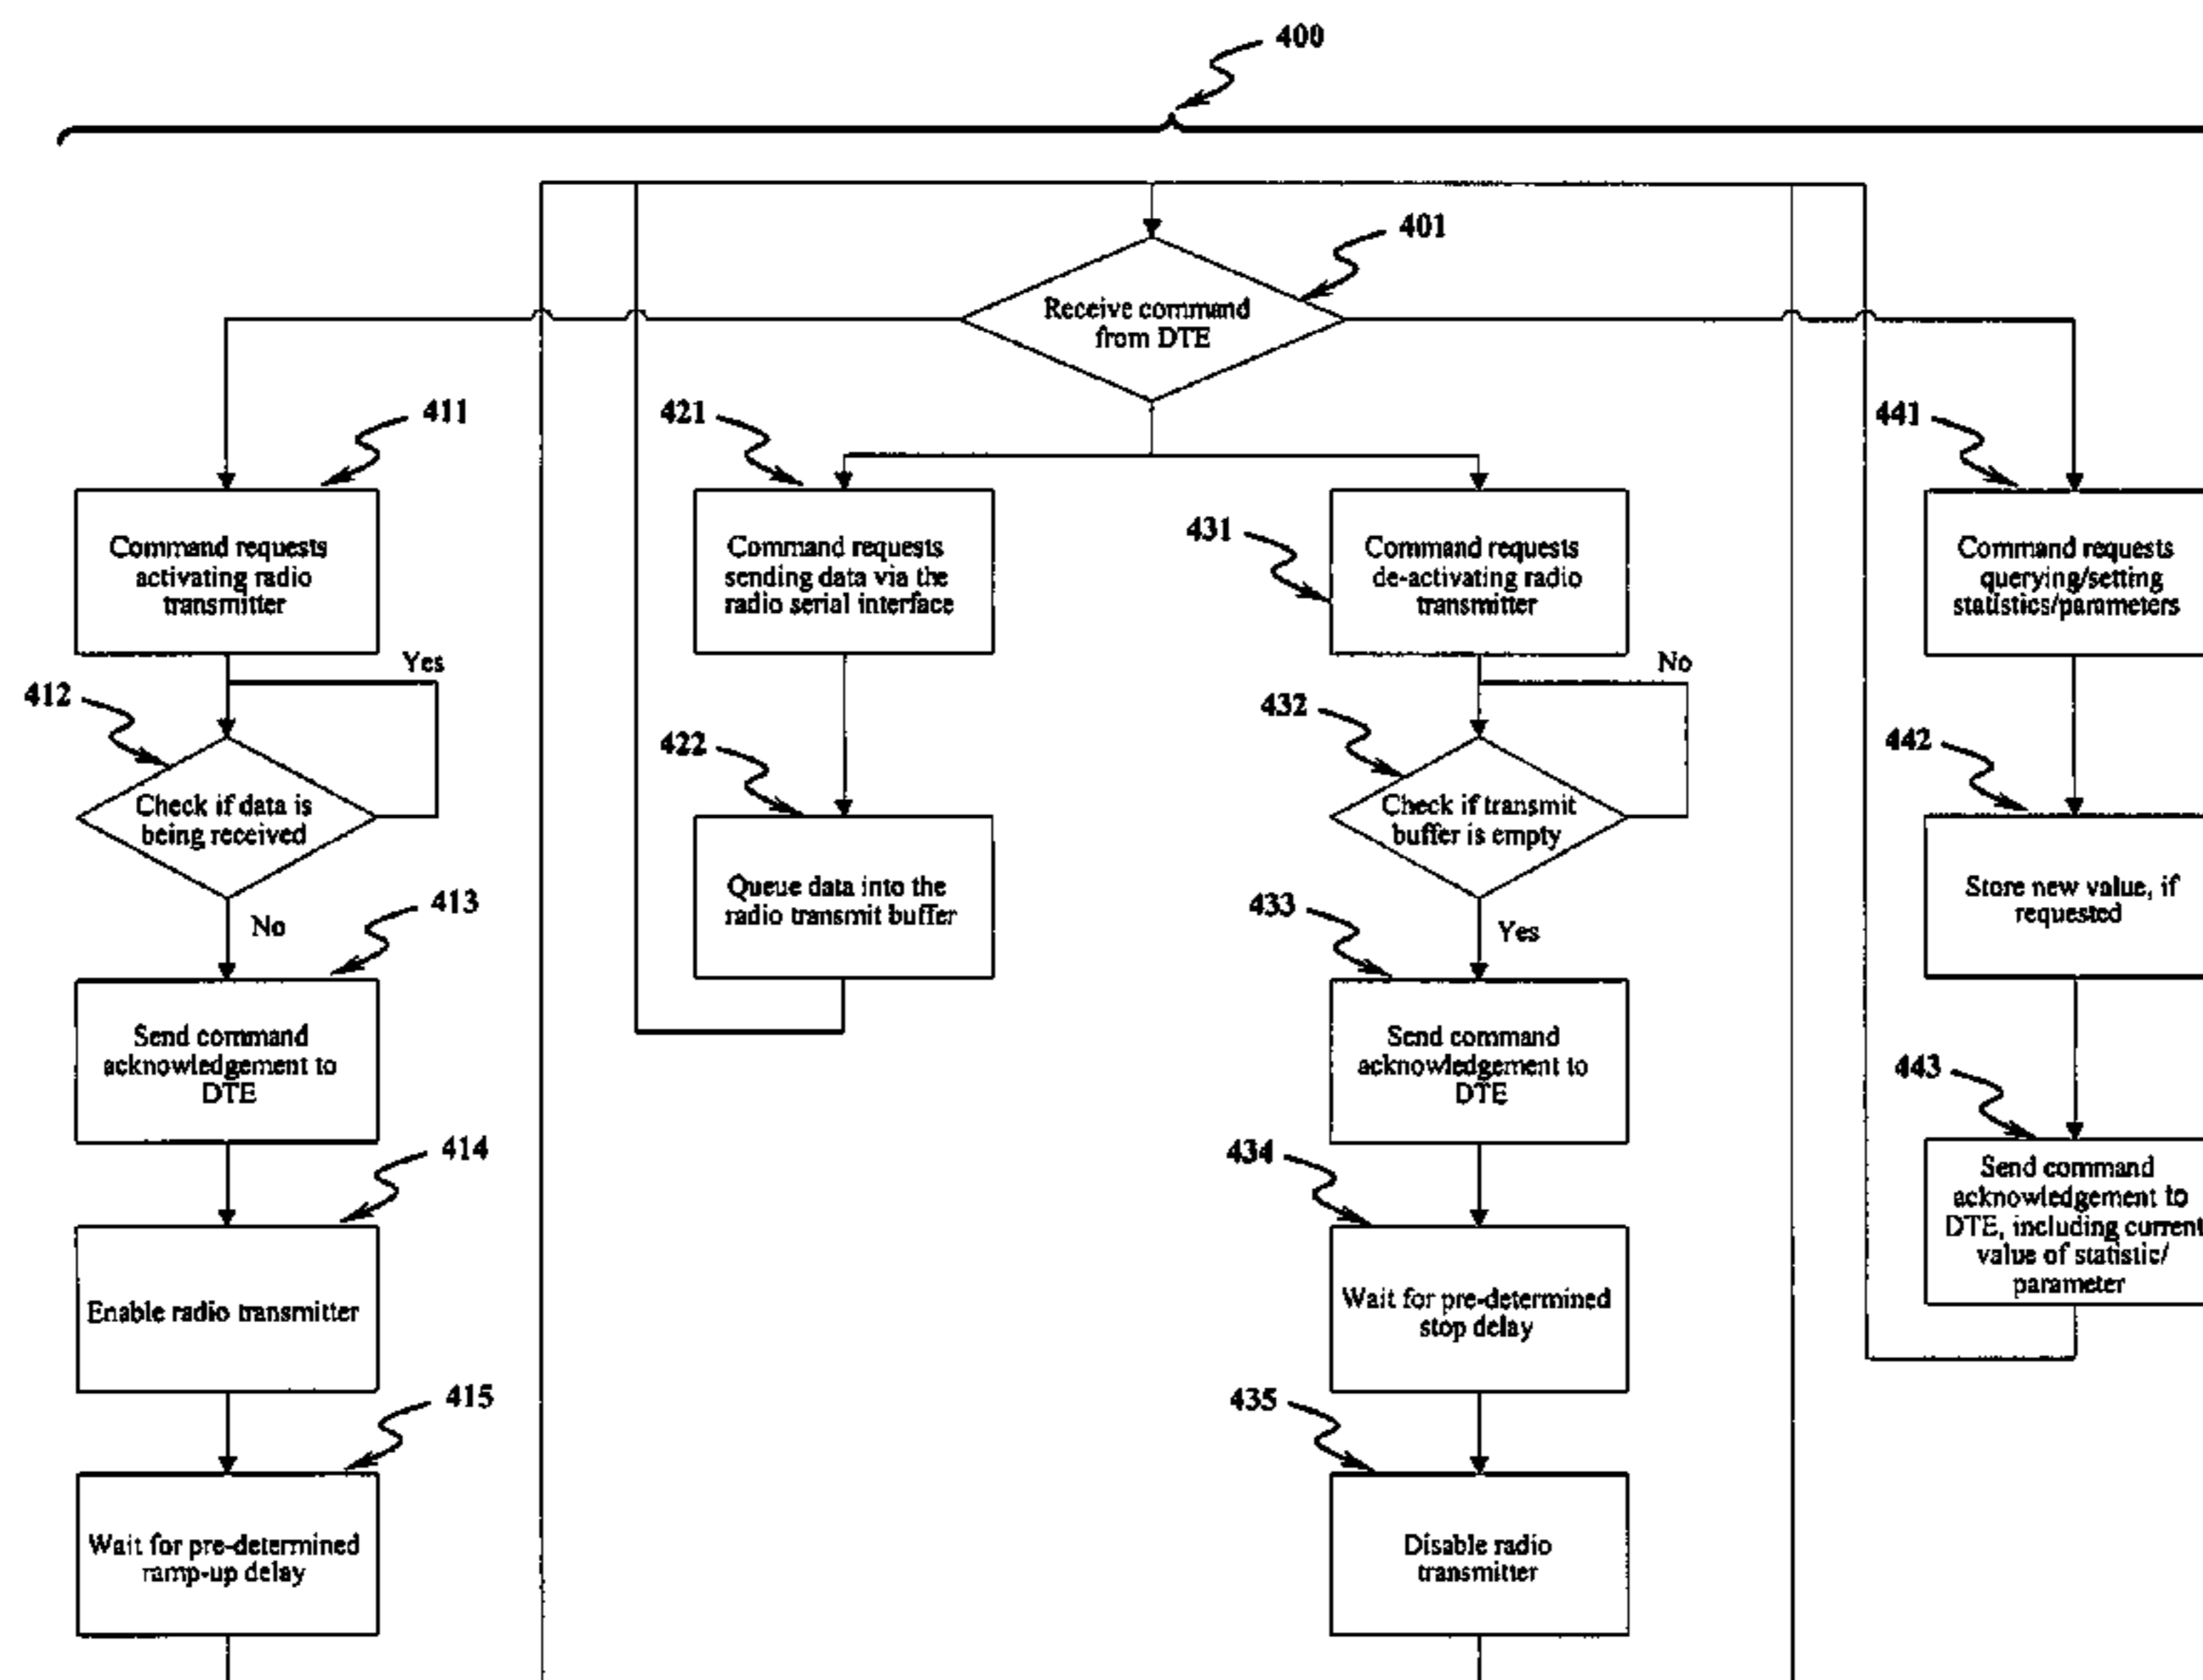 400
401
Receive command
from DTE
411
421
441
Command requests
activating radio
transmitter
Command requests
sending data via the
radio serial interface
431
Command requests
de-activating radio
transmitter
Command requests
querying/setting
statistics/parameters
Yes
No
412
432
422
442
Check if data is
being received
Check if transmit
buffer is empty
Queue data into the
radio transmit buffer
Store new value, if
requested
No
413
433
Yes
Send command
acknowledgement to
DTE
Send command
acknowledgement to
DTE
443
414
434
Send command
acknowledgement to
DTE, including current
value of statistic/
parameter
Enable radio transmitter
Wait for pre-determined
stop delay
415
435
Wait for pre-determined
ramp-up delay
Disable radio
transmitter